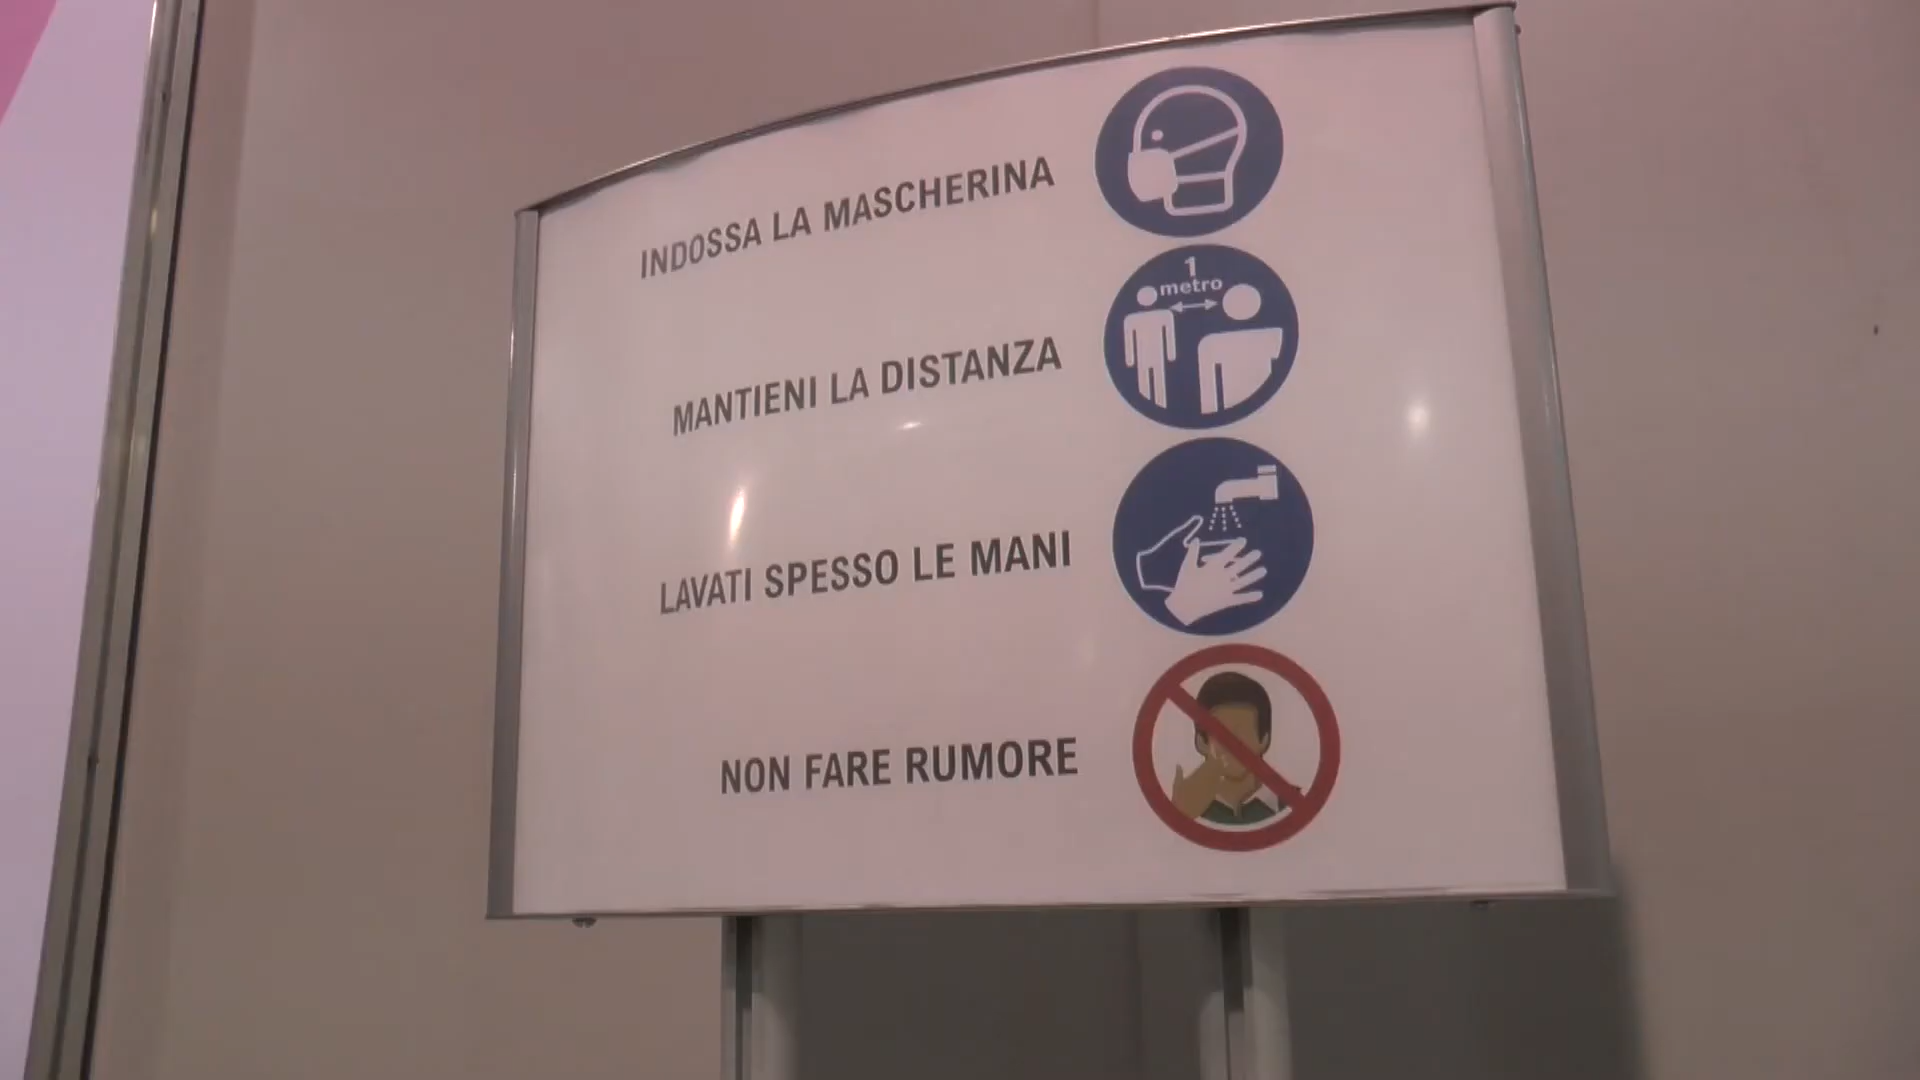 INDOSSA LA MASCHERINA
1
metro
MANTIENI LA DISTANZA
LAVATI SPESSO LE MANI
NON FARE RUMORE